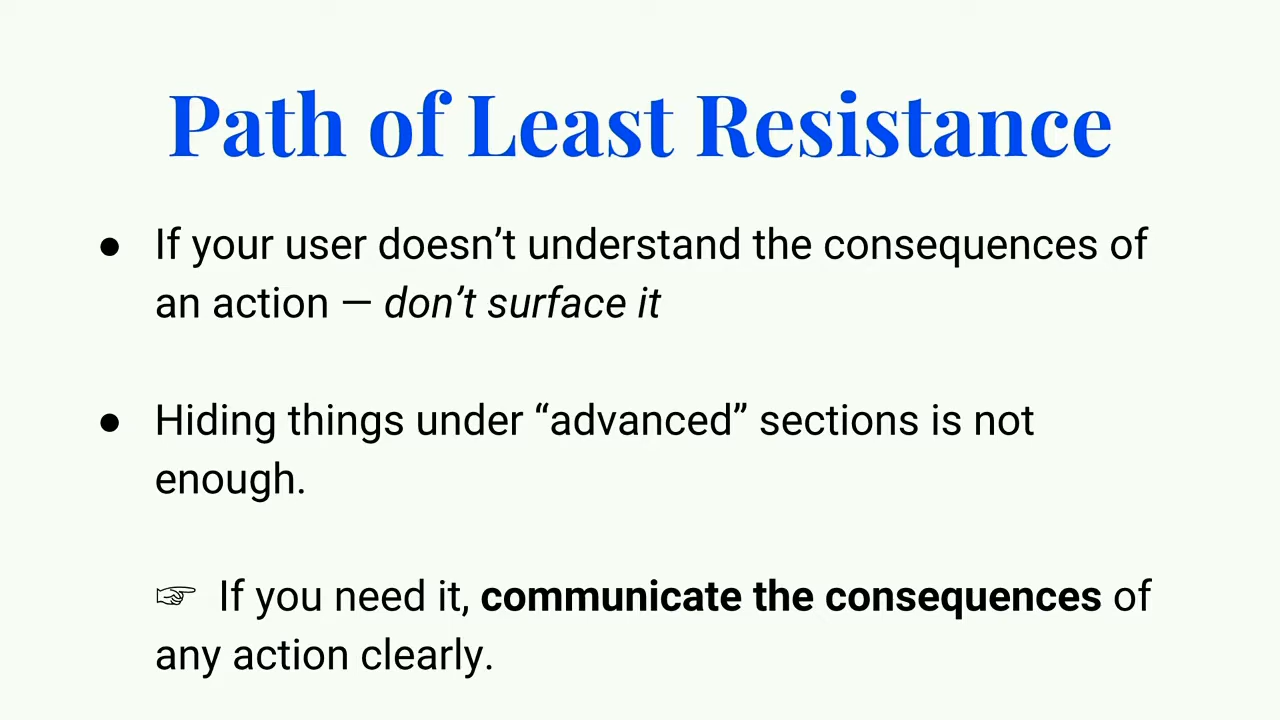 Path of Least Resistance
● If your user doesn’t understand the consequences of
an action — don’t surface it
● Hiding things under “advanced” sections is not
enough.
☞ If you need it, communicate the consequences of
any action clearly.